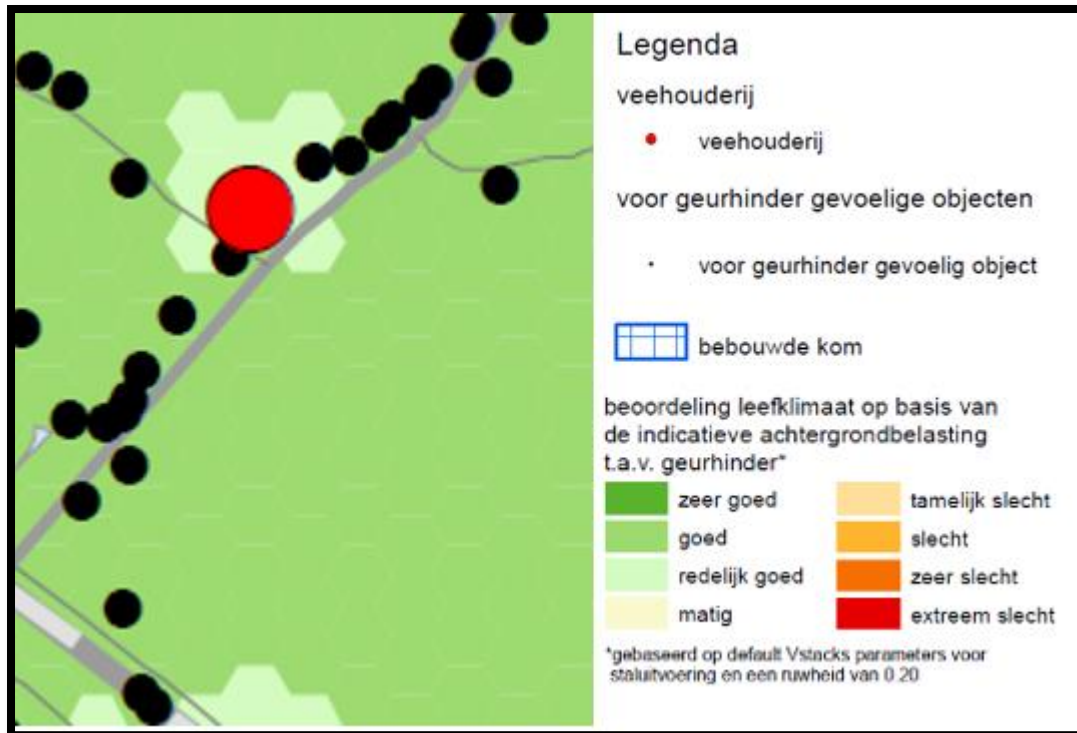 Legenda
veehouderij
veehouderij
voor geurhinder gevoelige objecten
voor geurhinder gevoelig object
bebouwde kom
beoordeling leefklimaat op basis van
de indicatieve achtergrondbelasting
t.a.v. geurhinder*
zeer goed
goed
redelijk goed
matig
tamelijk slecht
slecht
zeer slecht
extreem slecht
*gebaseerd op default Vstacks parameters voor
staluitvoering en een ruwheid van 0.20